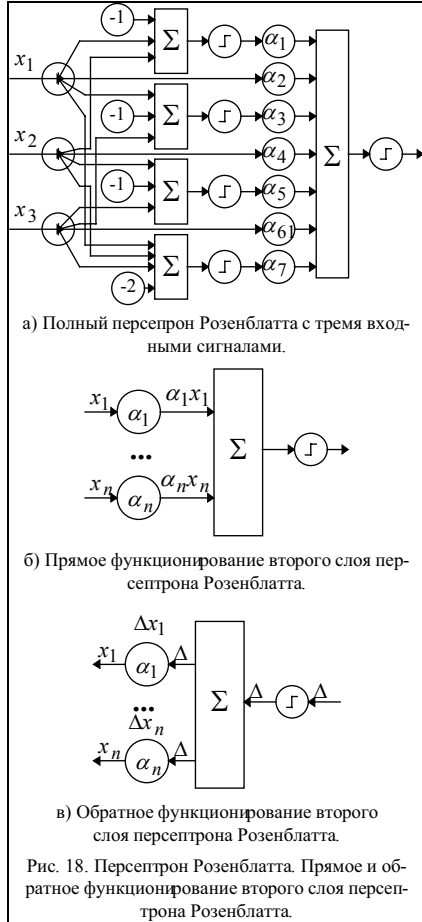 -1
Σ
α1
x1
α2
Σ
-1
α3
x2
α4
Σ
Σ
-1
α5
x3
α61
Σ
α7
-2
а) Полный персепрон Розенблатта с тремя вход-
ными сигналами.
x1 α1 α1x1
Σ
...
xn αn αnxn
б) Прямое функционирование второго слоя пер-
септрона Розенблатта.
Δx1
x1 α1 Δ
Σ Δ Δ
...
Δxn
xn αn Δ
в) Обратное функционирование второго
слоя персептрона Розенблатта.
Рис. 18. Персептрон Розенблатта. Прямое и об-
ратное функционирование второго слоя персеп-
трона Розенблатта.